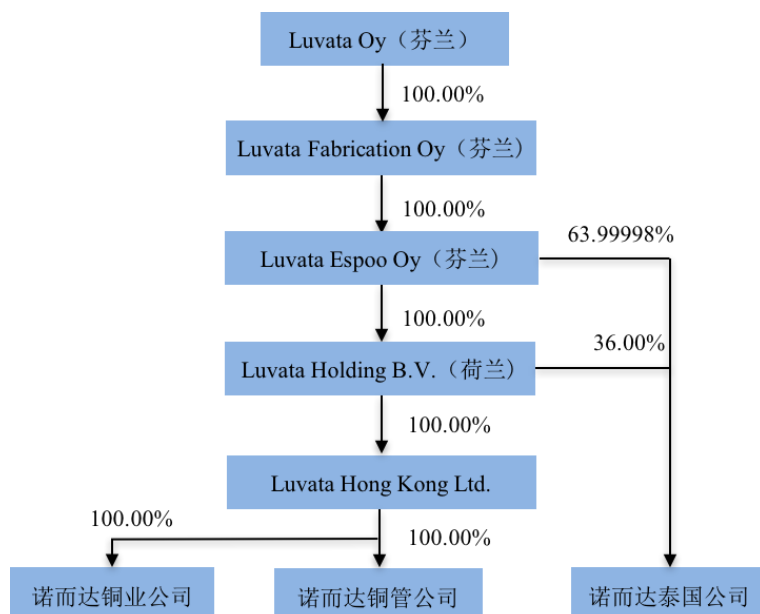 Luvata Oy（芬兰）
100.00%
Luvata Fabrication Oy（芬兰）
100.00%
63.99998%
Luvata Espoo Oy（芬兰）
100.00%
36.00%
Luvata Holding B.V.（荷兰）
100.00%
Luvata Hong Kong Ltd.
100.00%
100.00%
诺而达铜业公司
诺而达铜管公司
诺而达泰国公司